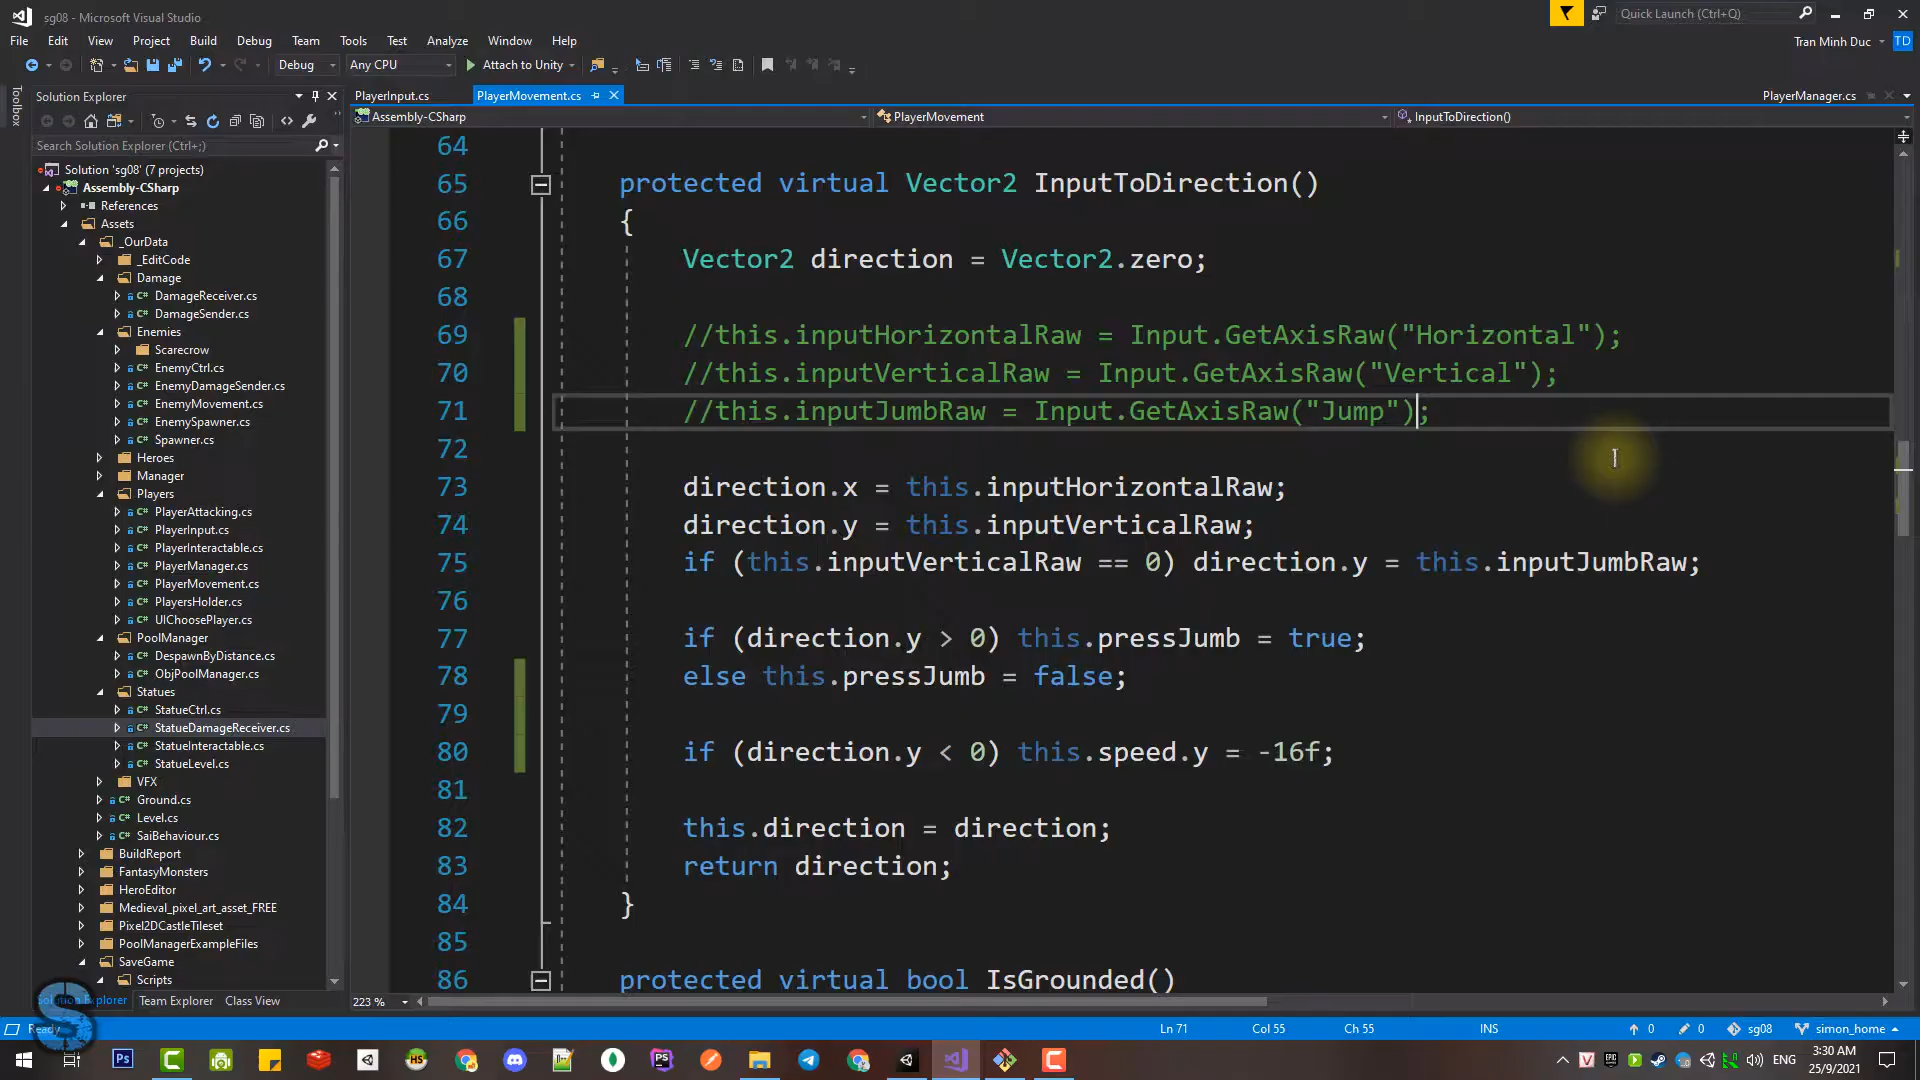 sg08 - Microsoft Visual Studio
Quick Launch (Ctrl+Q)
File Edit View Project Build Debug Team Tools Test Analyze Window Help
Tran Minh Duc TD
Debug Any CPU Attach to Unity
Toolbox
Solution Explorer
PlayerInput.cs PlayerMovement.cs PlayerManager.cs
Assembly-CSharp PlayerMovement InputToDirection()
Search Solution Explorer (Ctrl+;)
Solution 'sg08' (7 projects)
Assembly-CSharp
References
Assets
_OurData
_EditCode
Damage
DamageReceiver.cs
DamageSender.cs
Enemies
Scarecrow
EnemyCtrl.cs
EnemyDamageSender.cs
EnemyMovement.cs
EnemySpawner.cs
Spawner.cs
Heroes
Manager
Players
PlayerAttacking.cs
PlayerInput.cs
PlayerInteractable.cs
PlayerManager.cs
PlayerMovement.cs
PlayersHolder.cs
UIChoosePlayer.cs
PoolManager
DespawnByDistance.cs
ObjPoolManager.cs
Statues
StatueCtrl.cs
StatueDamageReceiver.cs
StatueInteractable.cs
StatueLevel.cs
VFX
Ground.cs
Level.cs
SaiBehaviour.cs
BuildReport
FantasyMonsters
HeroEditor
Medieval_pixel_art_asset_FREE
Pixel2DCastleTileset
PoolManagerExampleFiles
SaveGame
Scripts
Solution Explorer Team Explorer Class View
64
65 protected virtual Vector2 InputToDirection()
66 {
67 Vector2 direction = Vector2.zero;
68
69 //this.inputHorizontalRaw = Input.GetAxisRaw("Horizontal");
70 //this.inputVerticalRaw = Input.GetAxisRaw("Vertical");
71 //this.inputJumbRaw = Input.GetAxisRaw("Jump");
72
73 direction.x = this.inputHorizontalRaw;
74 direction.y = this.inputVerticalRaw;
75 if (this.inputVerticalRaw == 0) direction.y = this.inputJumbRaw;
76
77 if (direction.y > 0) this.pressJumb = true;
78 else this.pressJumb = false;
79
80 if (direction.y < 0) this.speed.y = -16f;
81
82 this.direction = direction;
83 return direction;
84 }
85
86 protected virtual bool IsGrounded()
223 %
Ready Ln 71 Col 55 Ch 55 INS 0 0 sg08 simon_home
ENG 3:30 AM
25/9/2021